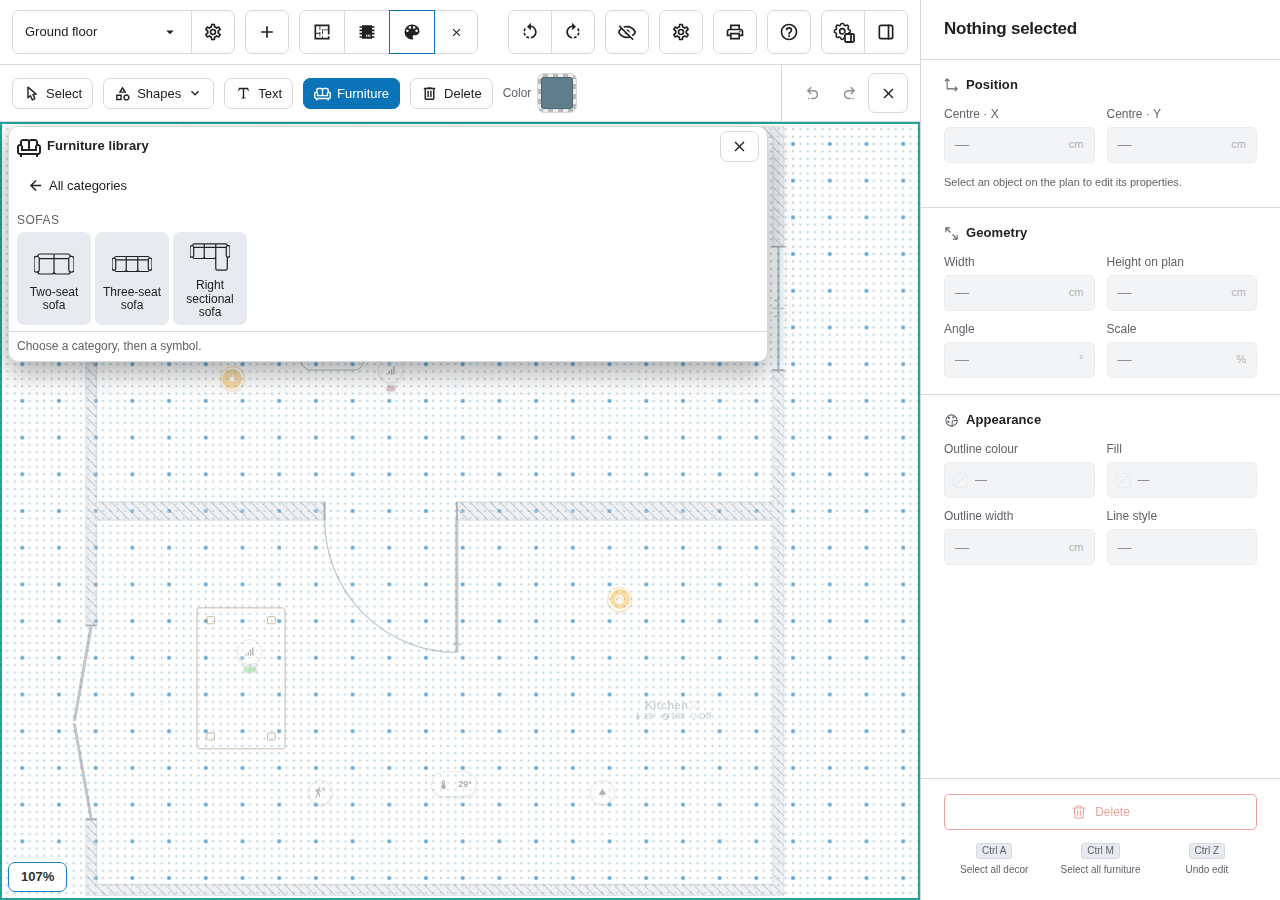 Ground floor
Select
Shapes
Text
Furniture
Delete
Color
Furniture library
All categories
SOFAS
Two-seat
sofa
Three-seat
sofa
Right
sectional
sofa
Choose a category, then a symbol.
Kitchen
29°
Off
29°
107%
Nothing selected
Position
Centre · X
Centre · Y
— cm
— cm
Select an object on the plan to edit its properties.
Geometry
Width
Height on plan
— cm
— cm
Angle
Scale
— °
— %
Appearance
Outline colour
Fill
—
—
Outline width
Line style
— cm
—
Delete
Ctrl A
Ctrl M
Ctrl Z
Select all decor
Select all furniture
Undo edit